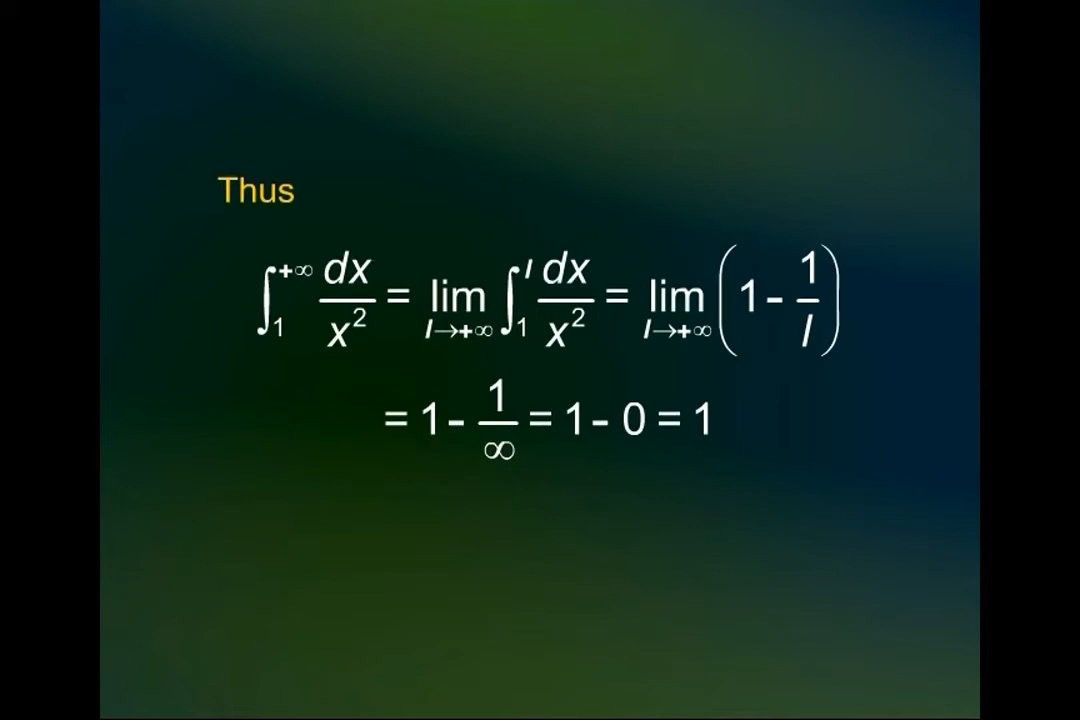 Thus
∫₁^{+∞} dx/x² = lim_{l→+∞} ∫₁^{l} dx/x² = lim_{l→+∞} (1 - 1/l)
= 1 - 1/∞ = 1 - 0 = 1